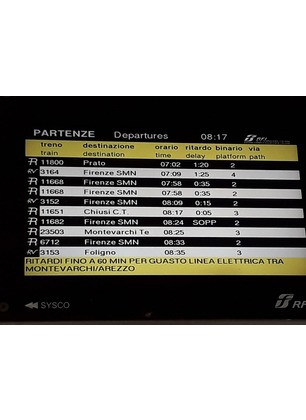 PARTENZE Departures 08:17 RFI
treno destinazione orario ritardo binario via
train destination time delay platform path
R 11800 Prato 07:02 1:20 2
RV 3164 Firenze SMN 07:09 1:25 4
R 11668 Firenze SMN 07:58 0:35 2
R 11668 Firenze SMN 07:58 0:35 2
RV 3152 Firenze SMN 08:09 0:15 2
R 11651 Chiusi C.T 08:17 0:05 3
R 11682 Firenze SMN 08:24 SOPP 2
R 23503 Montevarchi Te 08:25 3
R 6712 Firenze SMN 08:33 2
RV 3153 Foligno 08:35 3
RITARDI FINO A 60 MIN PER GUASTO LINEA ELETTRICA TRA
MONTEVARCHI/AREZZO
SYSCO